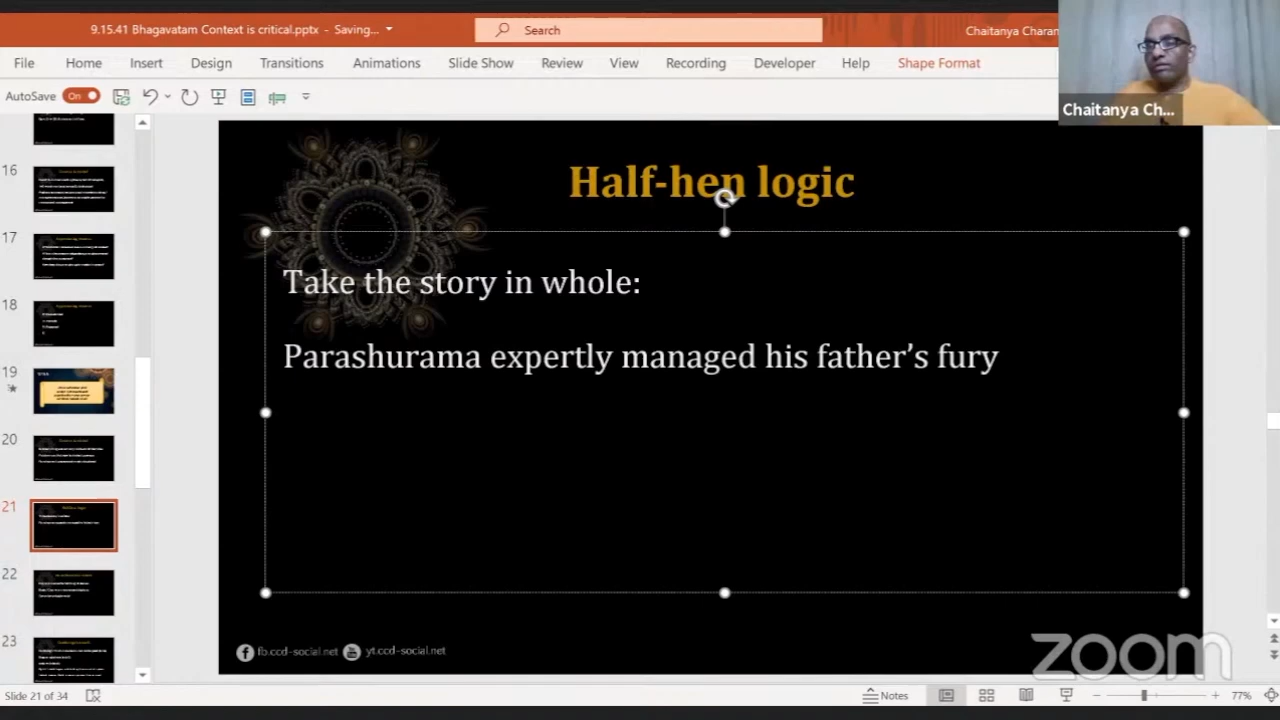 9.15.41 Bhagavatam Context is critical.pptx - Saving...
Search
Chaitanya Charan
File Home Insert Design Transitions Animations Slide Show Review View Recording Developer Help Shape Format
AutoSave On
Chaitanya Ch...
16
17
18
19
20
21
22
23
Half-hen logic
Take the story in whole:
Parashurama expertly managed his father's fury
fb.ccd-social.net yt.ccd-social.net
zoom
Slide 21 of 34
Notes
77%